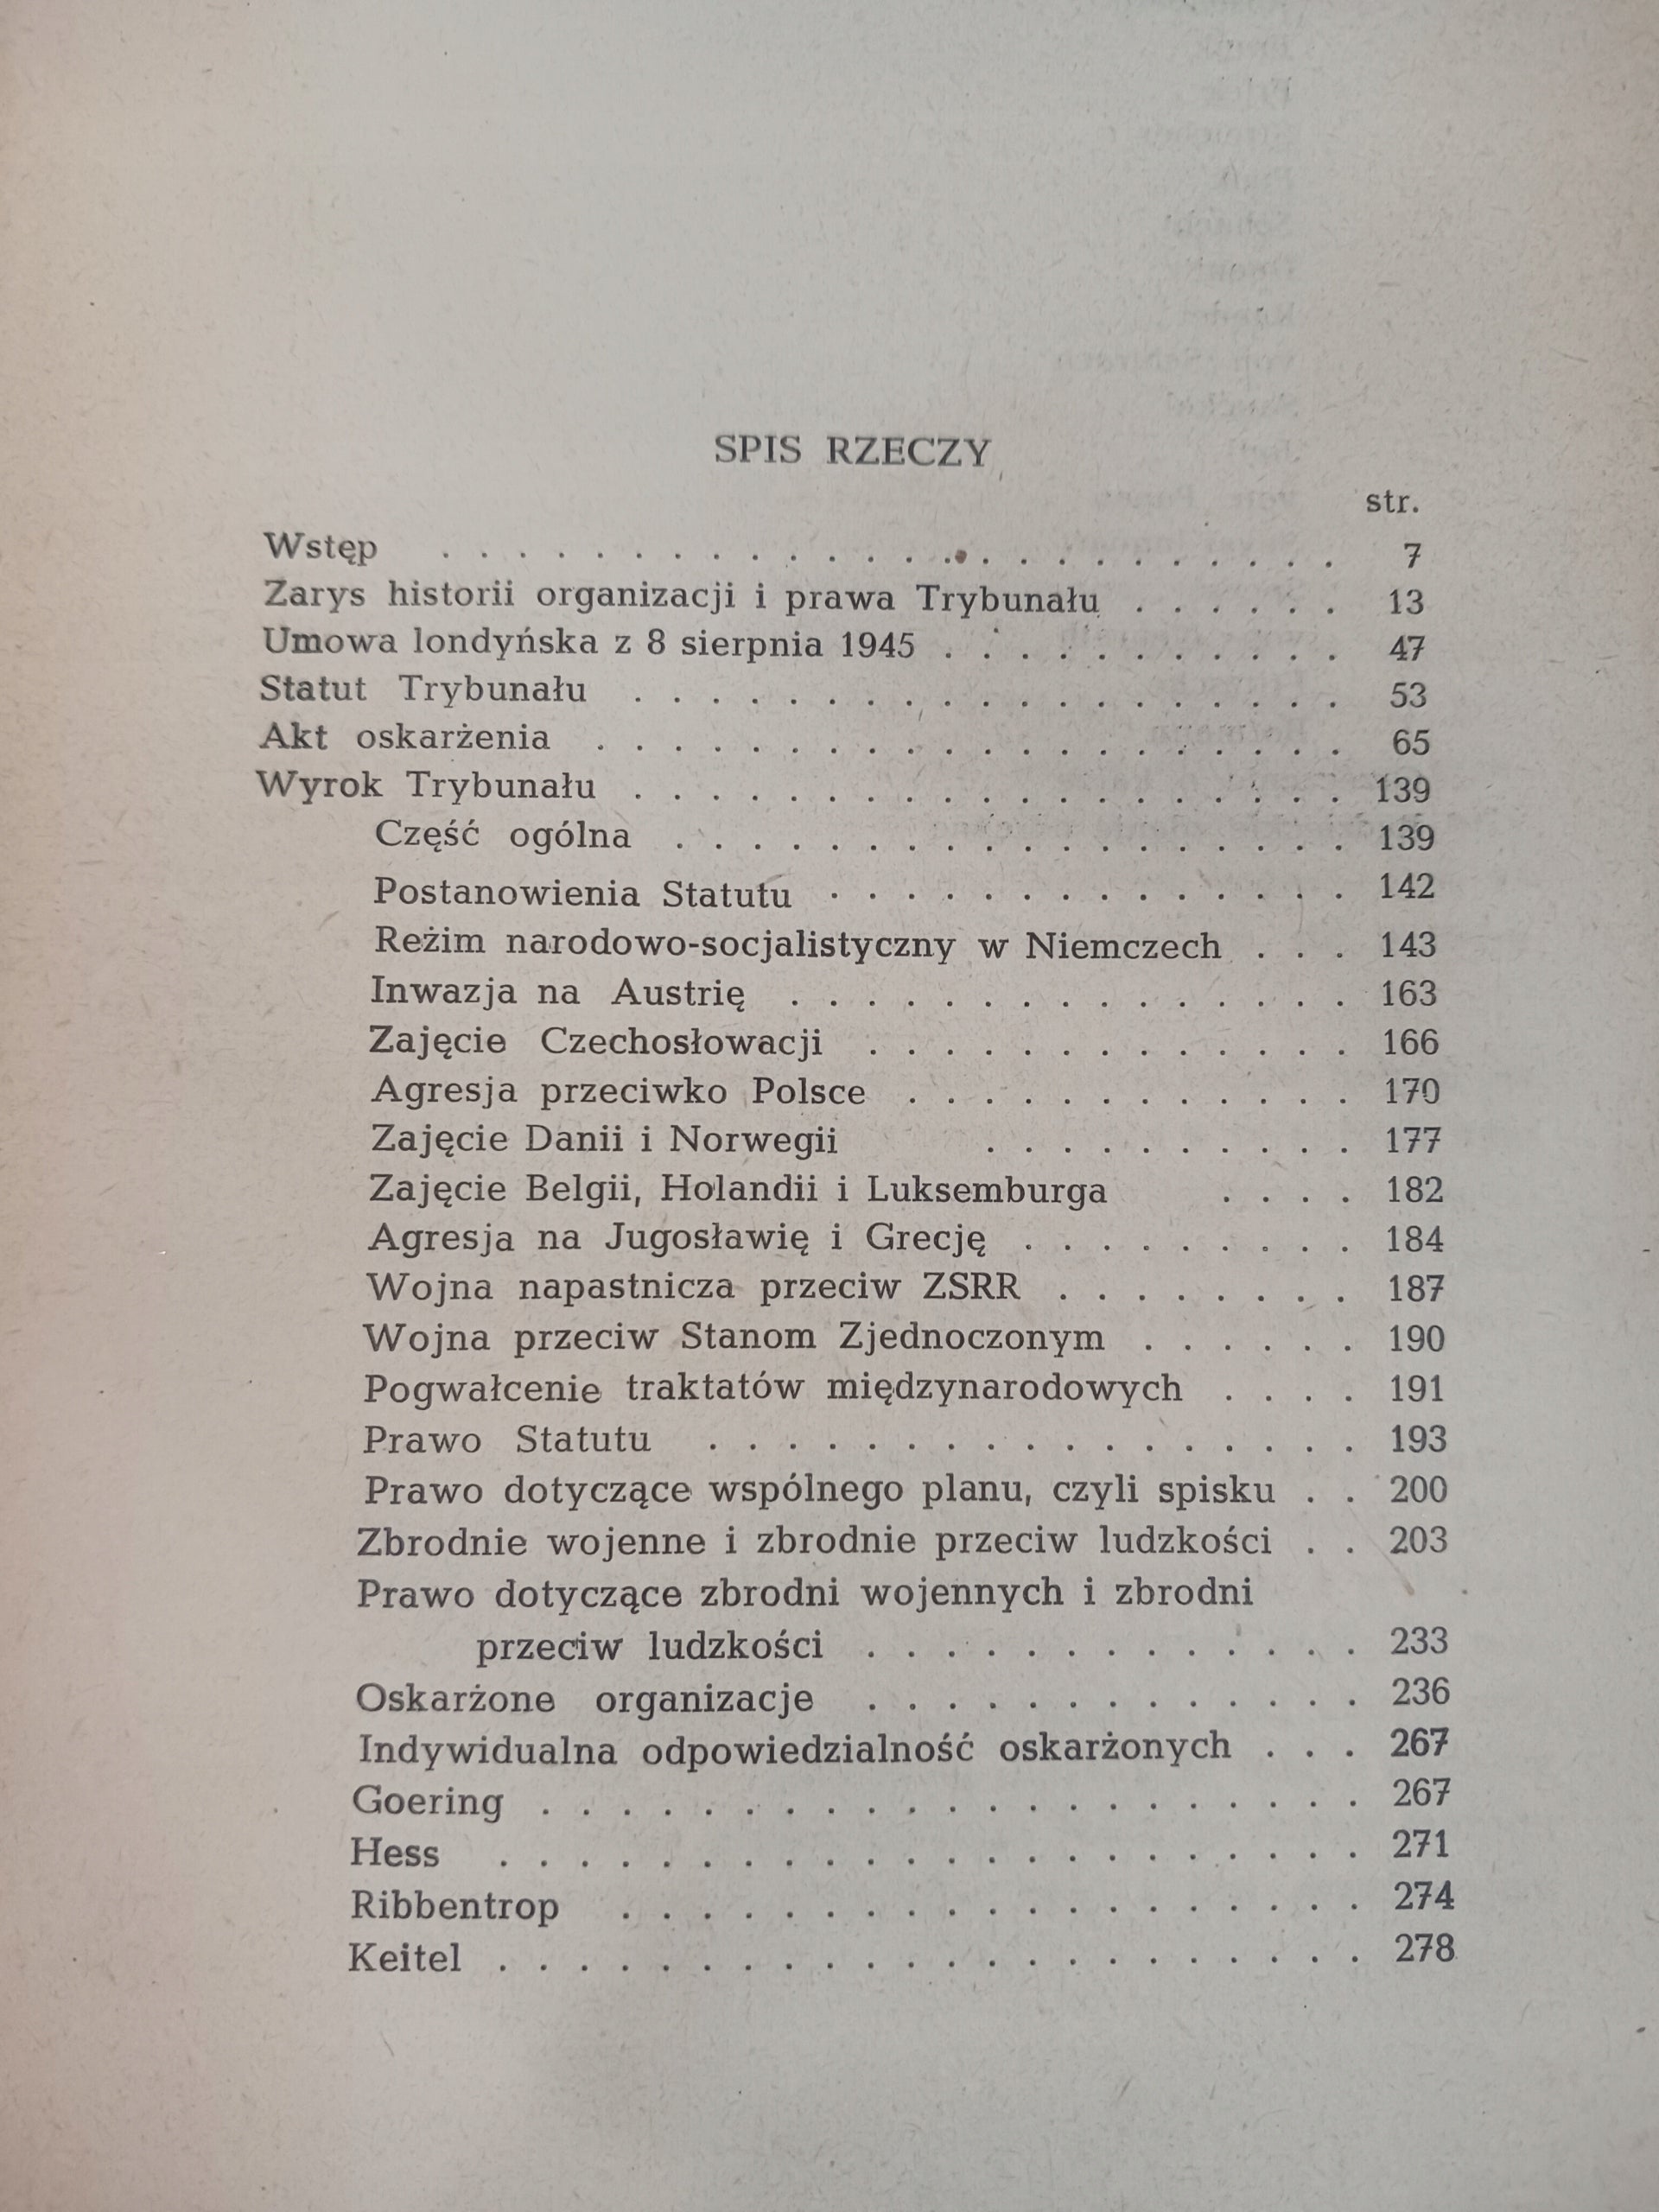 SPIS RZECZY
str.
Wstęp . . . . . . . . . . . . . . . . . . . . . . . 7
Zarys historii organizacji i prawa Trybunału . . . . . . 13
Umowa londyńska z 8 sierpnia 1945 . . . . . . . . . . . 47
Statut Trybunału . . . . . . . . . . . . . . . . . . . 53
Akt oskarżenia . . . . . . . . . . . . . . . . . . . . 65
Wyrok Trybunału . . . . . . . . . . . . . . . . . . . 139
Część ogólna . . . . . . . . . . . . . . . . . . 139
Postanowienia Statutu . . . . . . . . . . . . . . 142
Reżim narodowo-socjalistyczny w Niemczech . . . 143
Inwazja na Austrię . . . . . . . . . . . . . . . 163
Zajęcie Czechosłowacji . . . . . . . . . . . . . 166
Agresja przeciwko Polsce . . . . . . . . . . . . 170
Zajęcie Danii i Norwegii . . . . . . . . . . 177
Zajęcie Belgii, Holandii i Luksemburga . . . . 182
Agresja na Jugosławię i Grecję . . . . . . . . . 184
Wojna napastnicza przeciw ZSRR . . . . . . . . 187
Wojna przeciw Stanom Zjednoczonym . . . . . . 190
Pogwałcenie traktatów międzynarodowych . . . . 191
Prawo Statutu . . . . . . . . . . . . . . . . . 193
Prawo dotyczące wspólnego planu, czyli spisku . . 200
Zbrodnie wojenne i zbrodnie przeciw ludzkości . . 203
Prawo dotyczące zbrodni wojennych i zbrodni
przeciw ludzkości . . . . . . . . . . . . . 233
Oskarżone organizacje . . . . . . . . . . . . . 236
Indywidualna odpowiedzialność oskarżonych . . . 267
Goering . . . . . . . . . . . . . . . . . . . . . 267
Hess . . . . . . . . . . . . . . . . . . . . . . 271
Ribbentrop . . . . . . . . . . . . . . . . . . . 274
Keitel . . . . . . . . . . . . . . . . . . . . . . 278